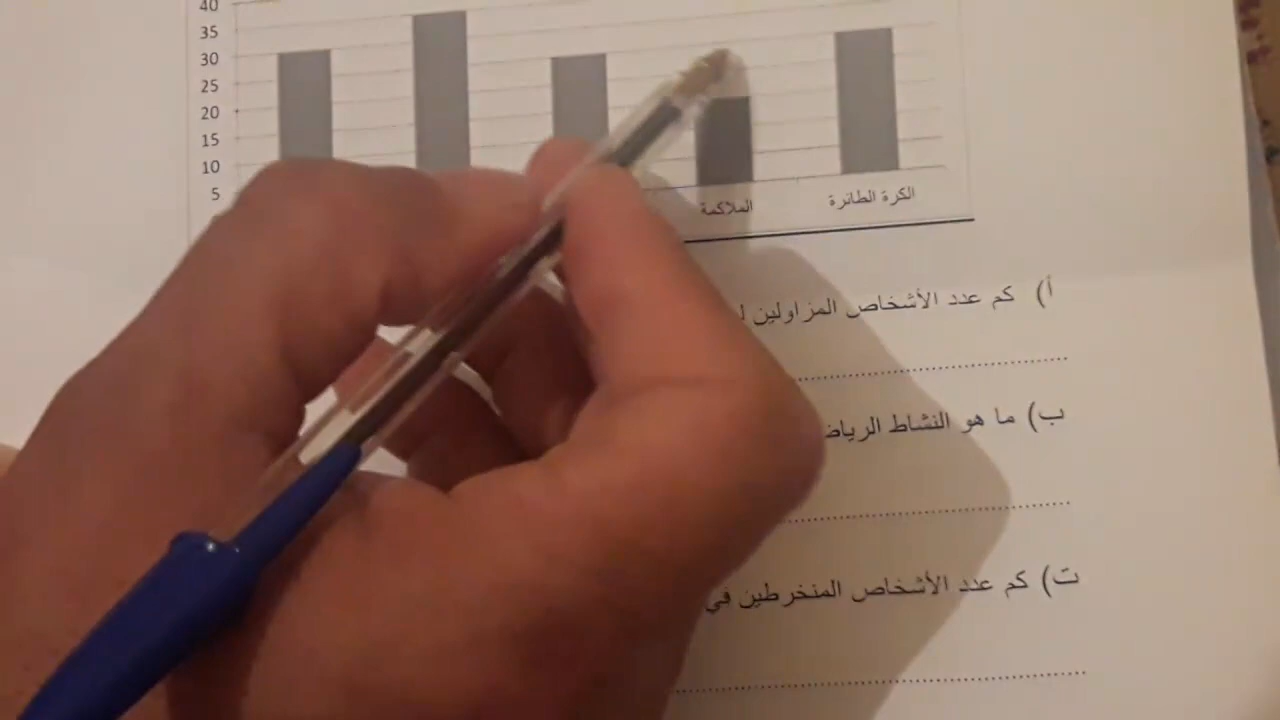 40
35
30
25
20
15
10
5
الملاكمة
الكرة الطائرة
أ) كم عدد الأشخاص المزاولين
ب) ما هو النشاط
ت) كم عدد الأشخاص المنخرطين في